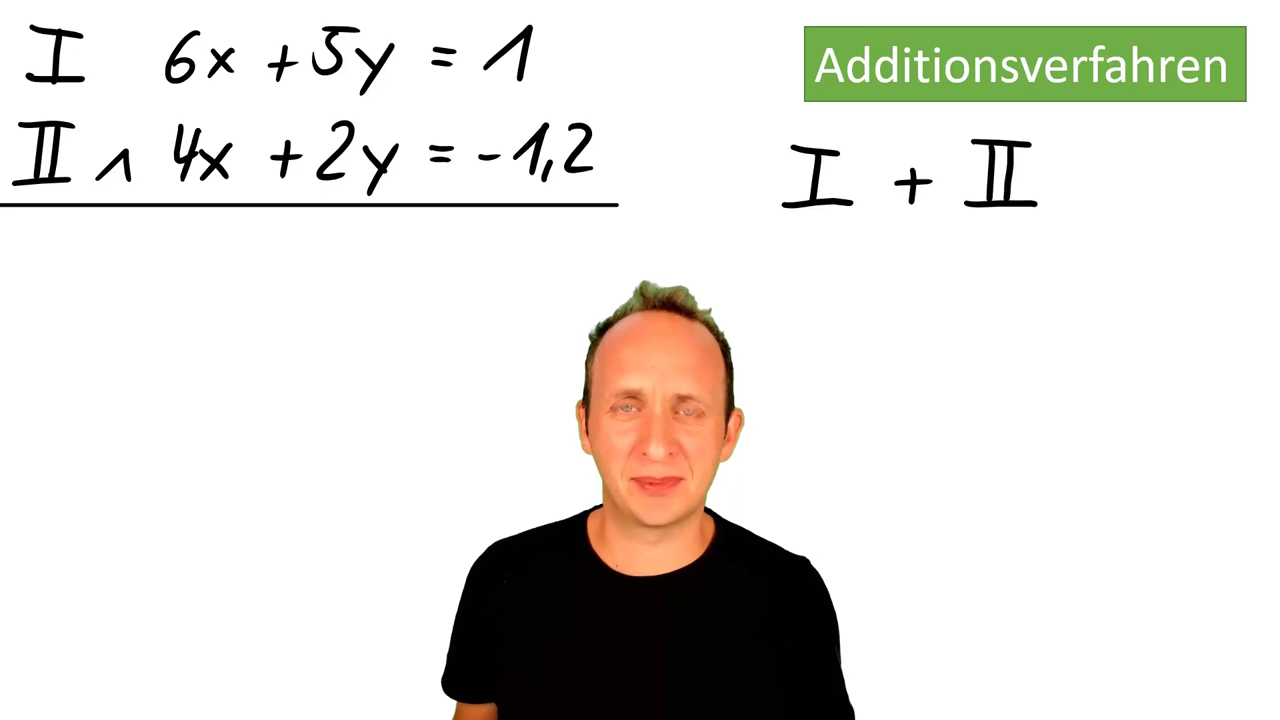 I 6x + 5y = 1
II ∧ 4x + 2y = -1,2
Additionsverfahren
I + II